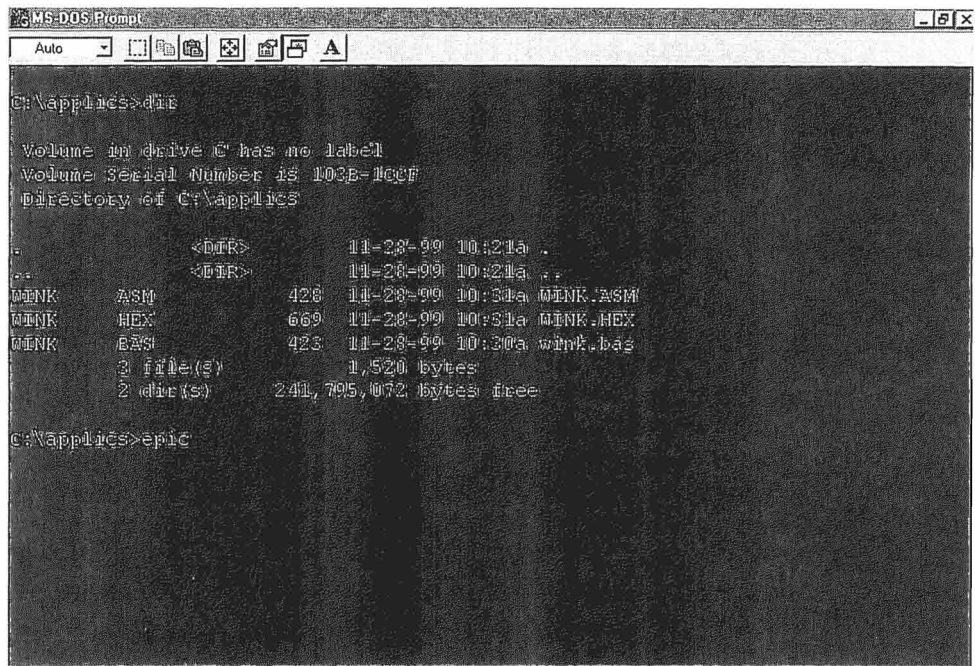 MS-DOS Prompt
Auto A
C:\applics>dir
Volume in drive C has no label
Volume Serial Number is 103B-1CCF
Directory of C:\applics
. <DIR> 11-28-99 10:21a .
.. <DIR> 11-28-99 10:21a ..
WINK ASM 428 11-28-99 10:31a WINK.ASM
WINK HEX 669 11-28-99 10:31a WINK.HEX
WINK BAS 423 11-28-99 10:30a wink.bas
3 file(s) 1,520 bytes
2 dir(s) 241,795,072 bytes free
C:\applics>epic